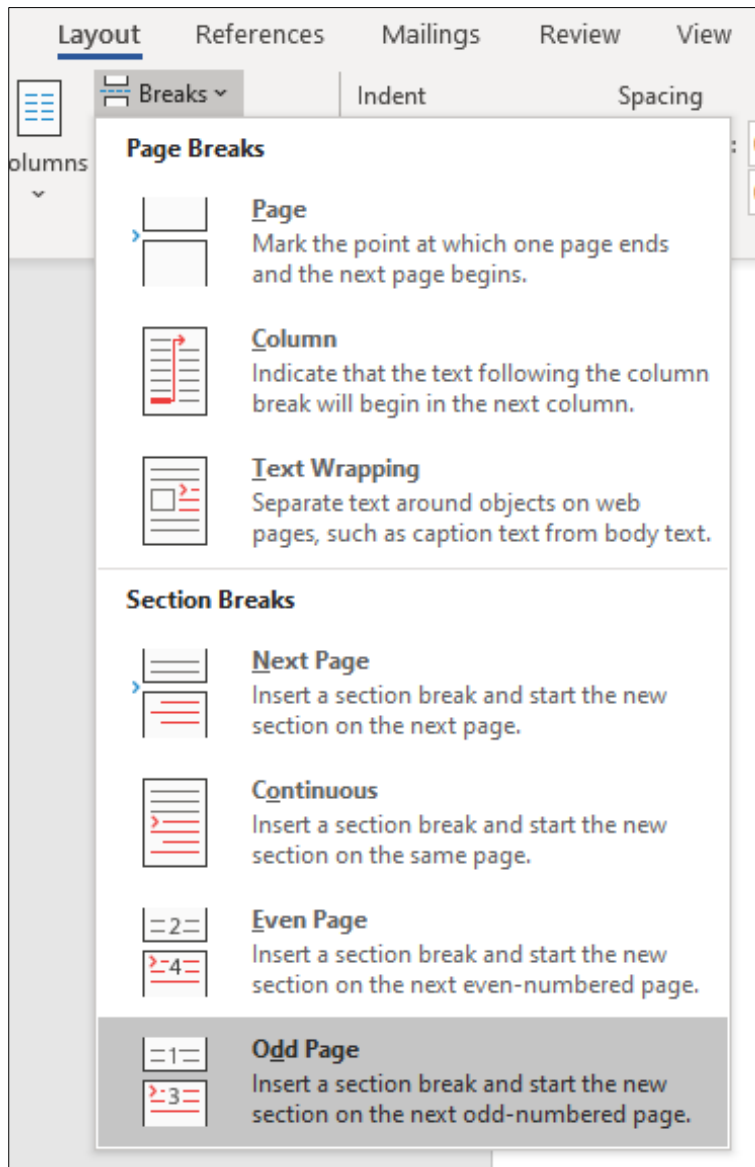 Layout References Mailings Review View
Breaks Indent Spacing
olumns
Page Breaks
Page
Mark the point at which one page ends
and the next page begins.
Column
Indicate that the text following the column
break will begin in the next column.
Text Wrapping
Separate text around objects on web
pages, such as caption text from body text.
Section Breaks
Next Page
Insert a section break and start the new
section on the next page.
Continuous
Insert a section break and start the new
section on the same page.
2
Even Page
4
Insert a section break and start the new
section on the next even-numbered page.
1
Odd Page
3
Insert a section break and start the new
section on the next odd-numbered page.